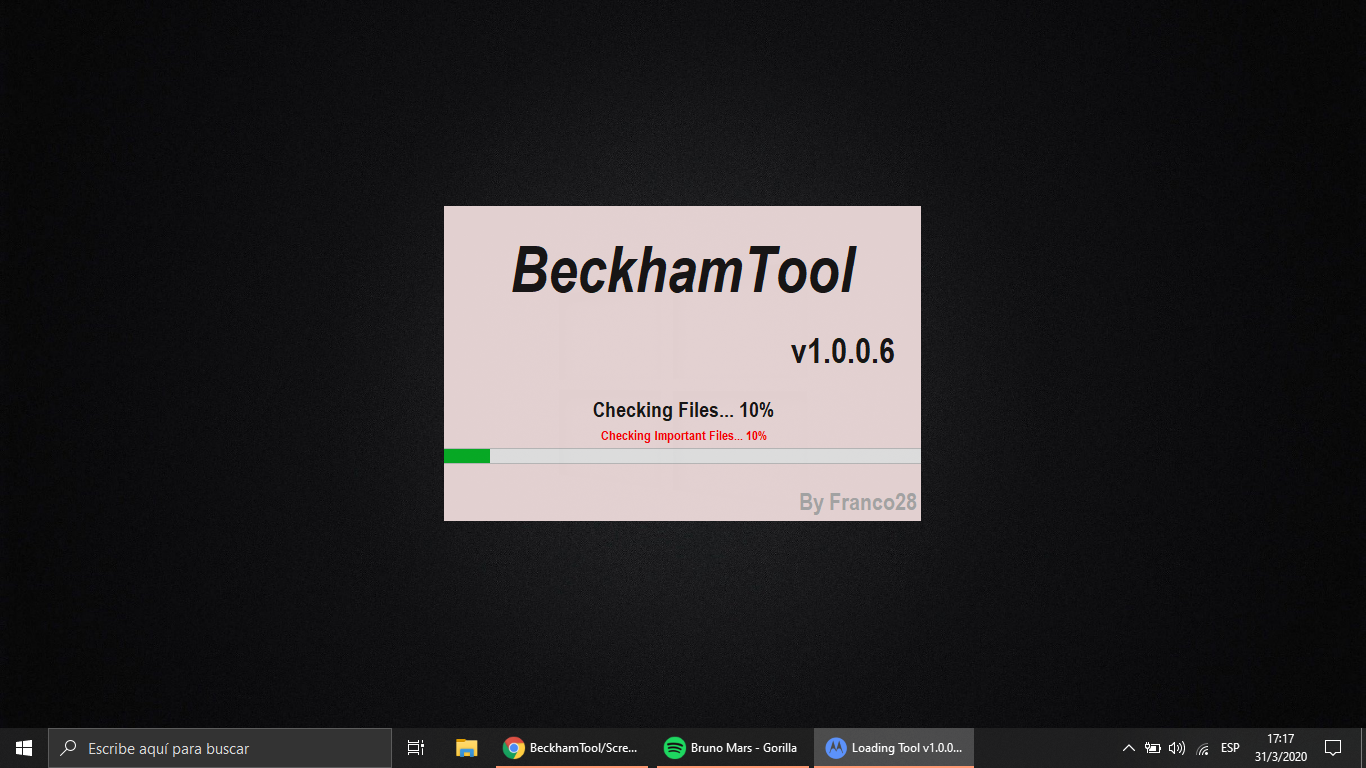 BeckhamTool
v1.0.0.6
Checking Files... 10%
Checking Important Files... 10%
By Franco28
Escribe aquí para buscar
BeckhamTool/Scre...
Bruno Mars - Gorilla
Loading Tool v1.0.0...
ESP
17:17
31/3/2020